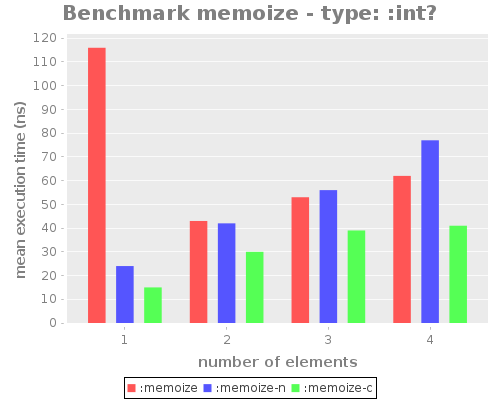 Benchmark memoize - type: :int?
mean execution time (ns)
120
110
100
90
80
70
60
50
40
30
20
10
0
1 2 3 4
number of elements
:memoize :memoize-n :memoize-c